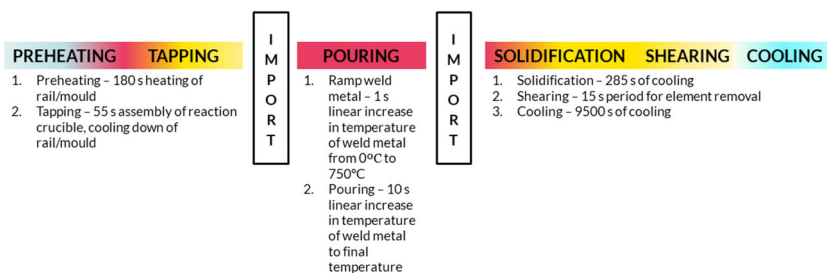 PREHEATING TAPPING
1. Preheating – 180 s heating of
rail/mould
2. Tapping – 55 s assembly of reaction
crucible, cooling down of
rail/mould
IMPORT
POURING
1. Ramp weld
metal – 1 s
linear increase
in temperature
of weld metal
from 0ºC to
750°C
2. Pouring – 10 s
linear increase
in temperature
of weld metal
to final
temperature
IMPORT
SOLIDIFICATION SHEARING COOLING
1. Solidification – 285 s of cooling
2. Shearing – 15 s period for element removal
3. Cooling – 9500 s of cooling